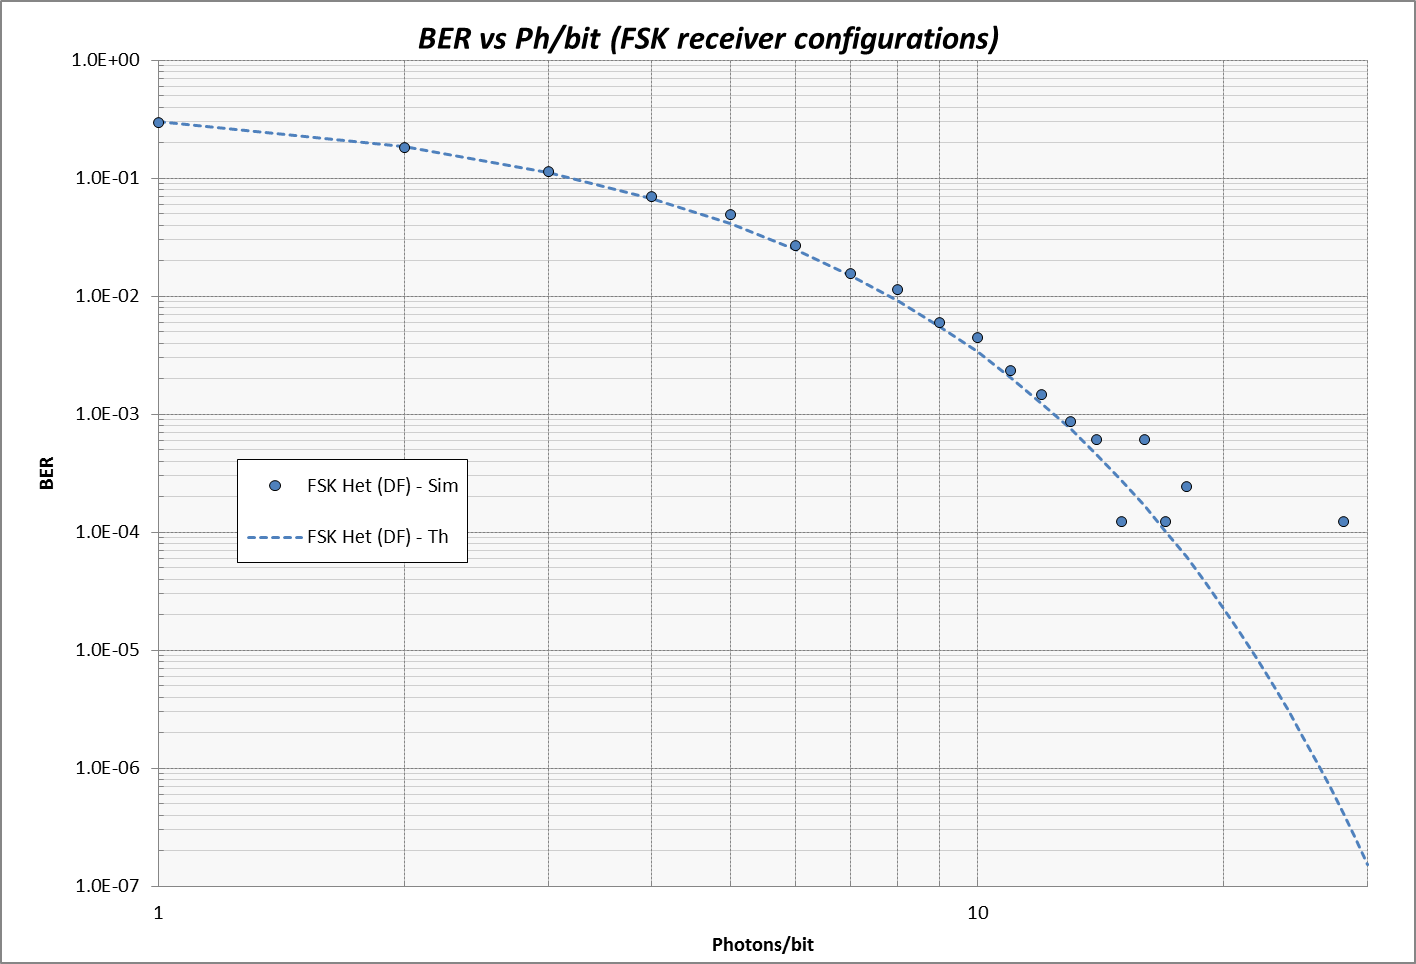 BER vs Ph/bit (FSK receiver configurations)
1.0E+00
1.0E-01
1.0E-02
1.0E-03
1.0E-04
1.0E-05
1.0E-06
1.0E-07
BER
FSK Het (DF) - Sim
FSK Het (DF) - Th
1 10
Photons/bit